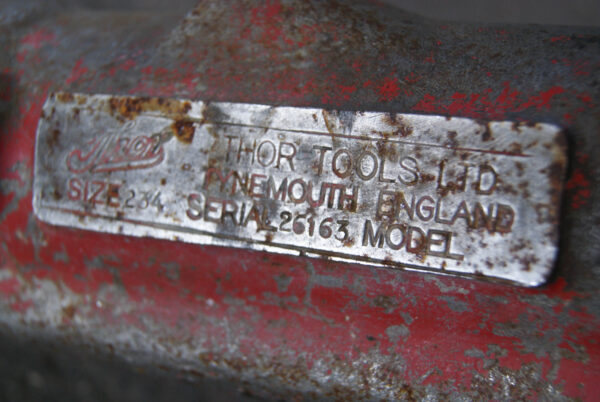 Thor
THOR TOOLS LTD
TYNEMOUTH ENGLAND
SIZE 234 SERIAL 26163 MODEL